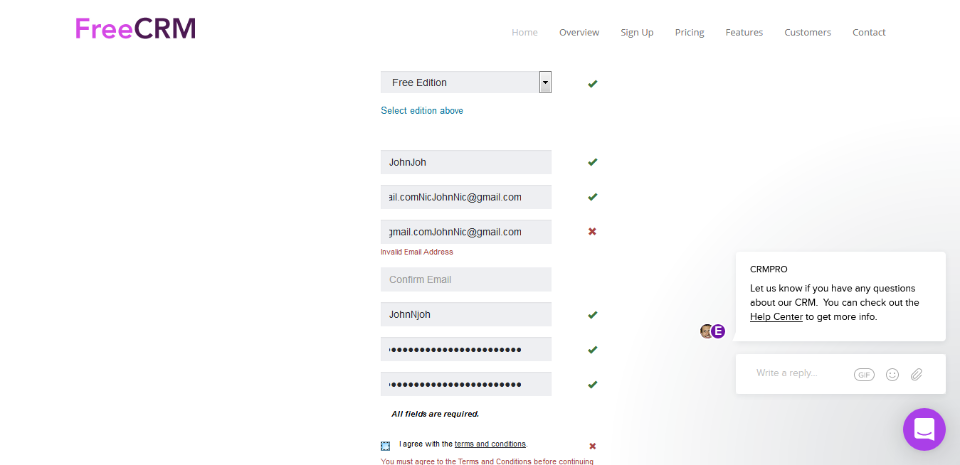 FreeCRM
Home Overview Sign Up Pricing Features Customers Contact
Free Edition
Select edition above
JohnJoh
ail.comNicJohnNic@gmail.com
gmail.comJohnNic@gmail.com
Invalid Email Address
Confirm Email
JohnNjoh
All fields are required.
I agree with the terms and conditions.
You must agree to the Terms and Conditions before continuing
CRMPRO
Let us know if you have any questions
about our CRM. You can check out the
Help Center to get more info.
E
Write a reply...
GIF